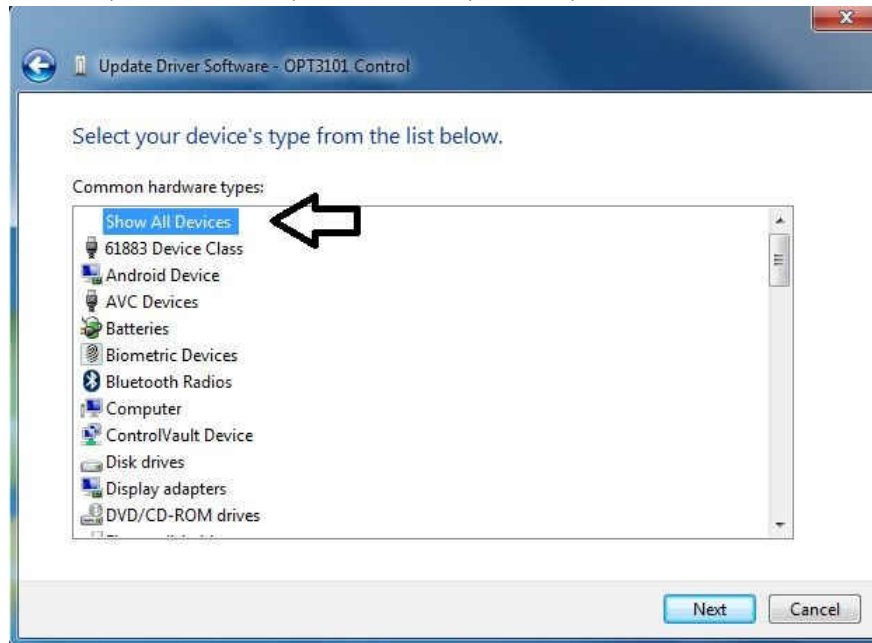 Update Driver Software - OPT3101 Control
Select your device's type from the list below.
Common hardware types:
Show All Devices
61883 Device Class
Android Device
AVC Devices
Batteries
Biometric Devices
Bluetooth Radios
Computer
ControlVault Device
Disk drives
Display adapters
DVD/CD-ROM drives
Next
Cancel